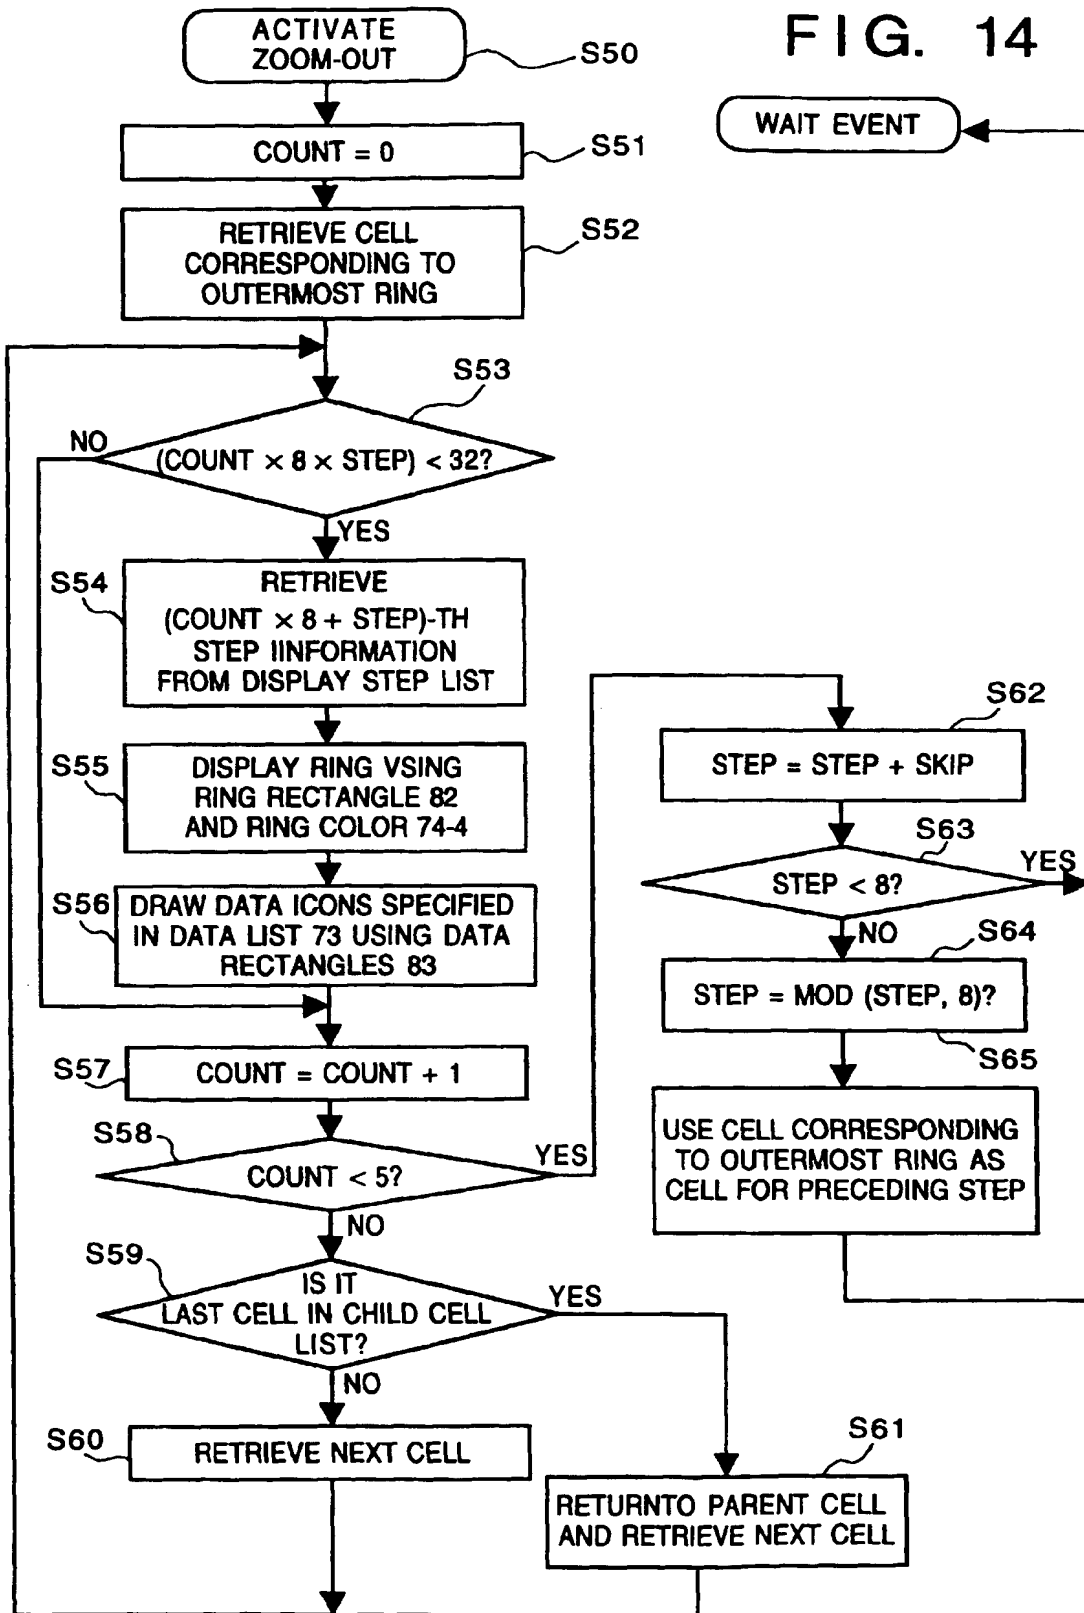 FIG. 14
ACTIVATE
ZOOM-OUT
S50
WAIT EVENT
COUNT = 0
S51
RETRIEVE CELL
CORRESPONDING TO
OUTERMOST RING
S52
S53
NO
(COUNT × 8 × STEP) < 32?
YES
S54
RETRIEVE
(COUNT × 8 + STEP)-TH
STEP IINFORMATION
FROM DISPLAY STEP LIST
S55
DISPLAY RING VSING
RING RECTANGLE 82
AND RING COLOR 74-4
S56
DRAW DATA ICONS SPECIFIED
IN DATA LIST 73 USING DATA
RECTANGLES 83
S57
COUNT = COUNT + 1
S58
COUNT < 5?
YES
NO
S59
IS IT
LAST CELL IN CHILD CELL
LIST?
YES
NO
S60
RETRIEVE NEXT CELL
S61
RETURNTO PARENT CELL
AND RETRIEVE NEXT CELL
S62
STEP = STEP + SKIP
S63
STEP < 8?
YES
NO
S64
STEP = MOD (STEP, 8)?
S65
USE CELL CORRESPONDING
TO OUTERMOST RING AS
CELL FOR PRECEDING STEP